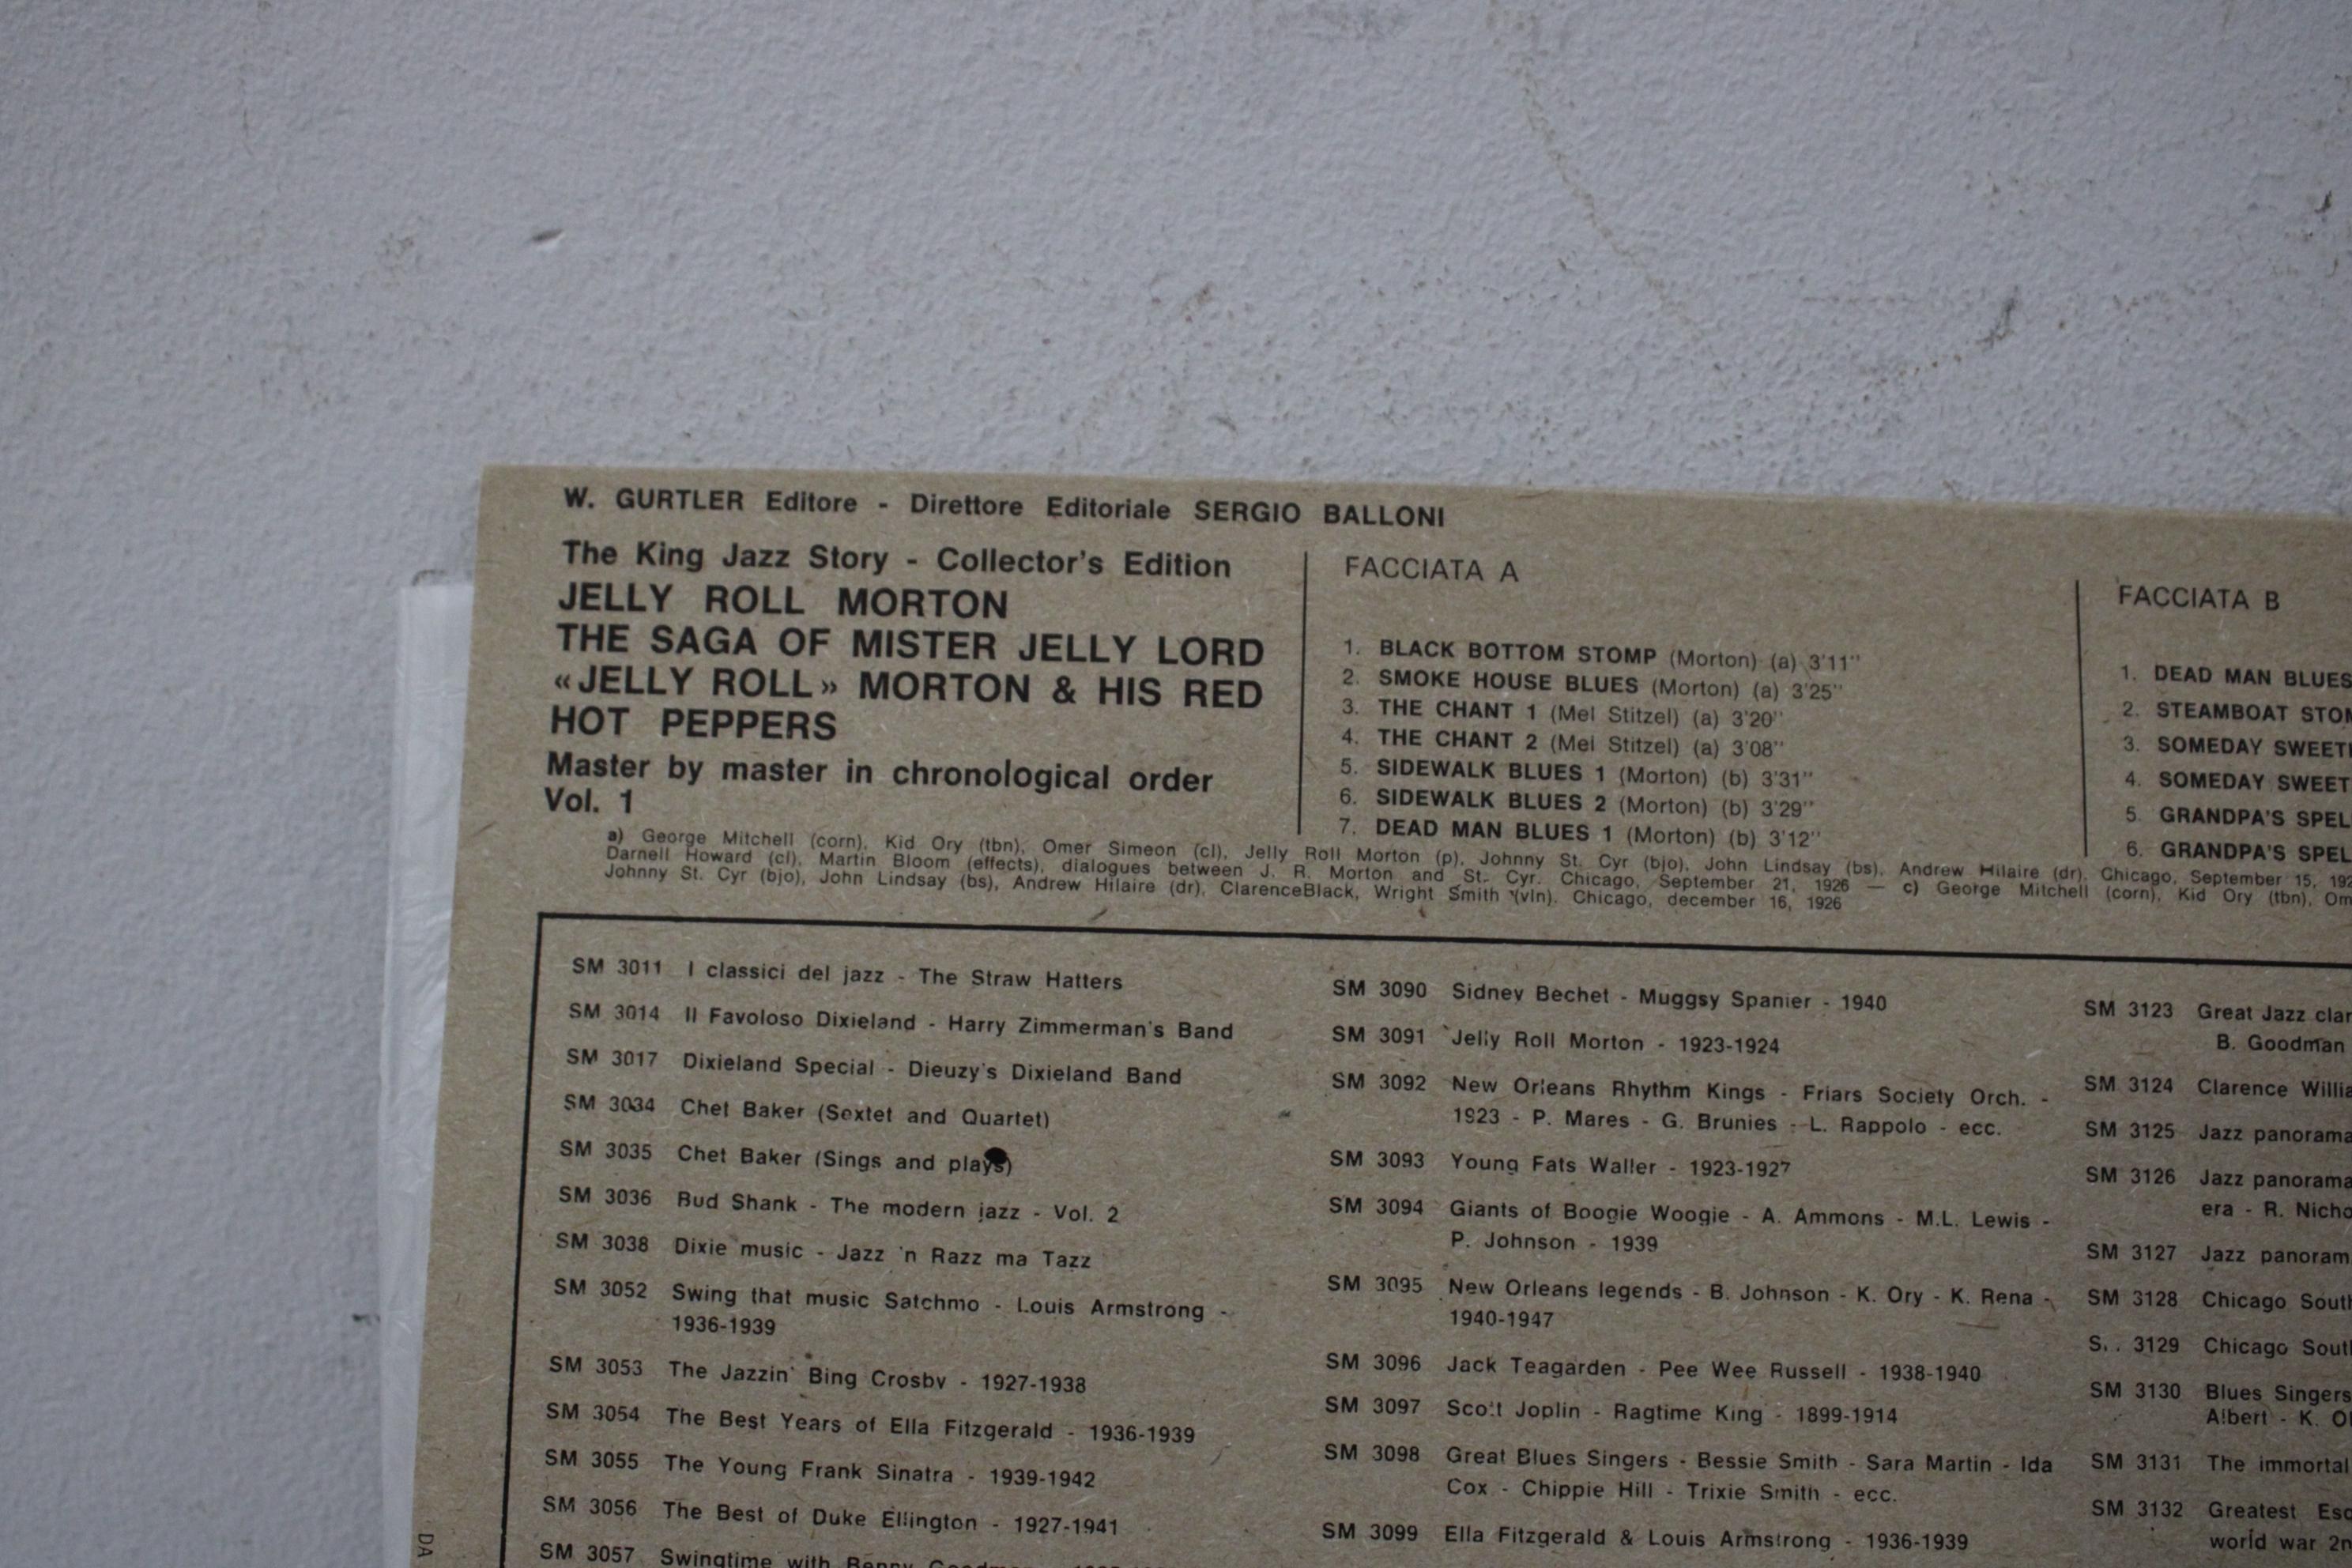 W. GURTLER Editore - Direttore Editoriale SERGIO BALLONI
The King Jazz Story - Collector's Edition
JELLY ROLL MORTON
THE SAGA OF MISTER JELLY LORD
«JELLY ROLL» MORTON & HIS RED
HOT PEPPERS
Master by master in chronological order
Vol. 1
FACCIATA A
1. BLACK BOTTOM STOMP (Morton) (a) 3'11''
2. SMOKE HOUSE BLUES (Morton) (a) 3'25''
3. THE CHANT 1 (Mel Stitzel) (a) 3'20''
4. THE CHANT 2 (Mel Stitzel) (a) 3'08''
5. SIDEWALK BLUES 1 (Morton) (b) 3'31''
6. SIDEWALK BLUES 2 (Morton) (b) 3'29''
7. DEAD MAN BLUES 1 (Morton) (b) 3'12''
FACCIATA B
1. DEAD MAN BLUES
2. STEAMBOAT
3. SOMEDAY
4. SOMEDAY
5. GRANDPA'S
6. GRANDPA'S
a) George Mitchell (corn), Kid Ory (tbn), Omer Simeon (cl), Jelly Roll Morton (p), Johnny St. Cyr (bjo), John Lindsay (bs), Andrew Hilaire (dr). Chicago, September 15,
Darnell Howard (cl), Martin Bloom (effects), dialogues between J. R. Morton and St. Cyr. Chicago, September 21, 1926 — c) George Mitchell (corn), Kid Ory (tbn),
Johnny St. Cyr (bjo), John Lindsay (bs), Andrew Hilaire (dr), ClarenceBlack, Wright Smith (vln). Chicago, december 16, 1926
SM 3011 I classici del jazz - The Straw Hatters
SM 3014 Il Favoloso Dixieland - Harry Zimmerman's Band
SM 3017 Dixieland Special - Dieuzy's Dixieland Band
SM 3034 Chet Baker (Sextet and Quartet)
SM 3035 Chet Baker (Sings and plays)
SM 3036 Bud Shank - The modern jazz - Vol. 2
SM 3038 Dixie music - Jazz 'n Razz ma Tazz
SM 3052 Swing that music Satchmo - Louis Armstrong -
1936-1939
SM 3053 The Jazzin' Bing Crosby - 1927-1938
SM 3054 The Best Years of Ella Fitzgerald - 1936-1939
SM 3055 The Young Frank Sinatra - 1939-1942
SM 3056 The Best of Duke Ellington - 1927-1941
SM 3057 Swingtime with Benny
SM 3090 Sidney Bechet - Muggsy Spanier - 1940
SM 3091 Jelly Roll Morton - 1923-1924
SM 3092 New Orleans Rhythm Kings - Friars Society Orch. -
1923 - P. Mares - G. Brunies - L. Rappolo - ecc.
SM 3093 Young Fats Waller - 1923-1927
SM 3094 Giants of Boogie Woogie - A. Ammons - M.L. Lewis -
P. Johnson - 1939
SM 3095 New Orleans legends - B. Johnson - K. Ory - K. Rena -
1940-1947
SM 3096 Jack Teagarden - Pee Wee Russell - 1938-1940
SM 3097 Scott Joplin - Ragtime King - 1899-1914
SM 3098 Great Blues Singers - Bessie Smith - Sara Martin - Ida
Cox - Chippie Hill - Trixie Smith - ecc.
SM 3099 Ella Fitzgerald & Louis Armstrong - 1936-1939
SM 3123 Great Jazz
B. Goodman
SM 3124 Clarence
SM 3125 Jazz panorama
SM 3126 Jazz panorama
era - R.
SM 3127 Jazz
SM 3128 Chicago
3129 Chicago
SM 3130 Blues Singers
Albert - K.
SM 3131 The immortal
SM 3132 Greatest
world war
DA